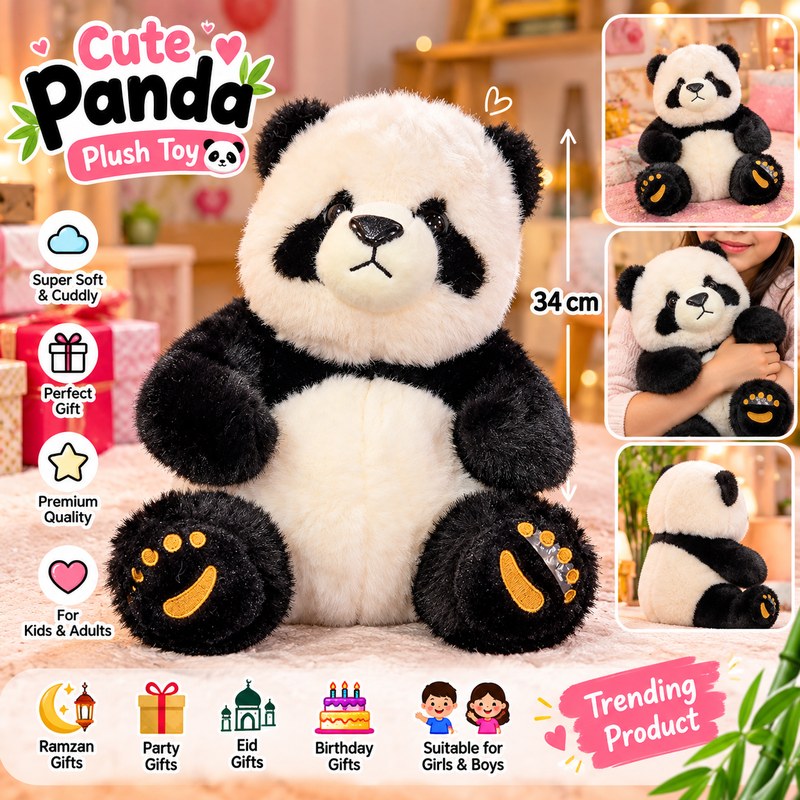 Cute
Panda
Plush Toy
Super Soft
& Cuddly
Perfect
Gift
Premium
Quality
For
Kids & Adults
34 cm
Ramzan
Gifts
Party
Gifts
Eid
Gifts
Birthday
Gifts
Suitable for
Girls & Boys
Trending
Product